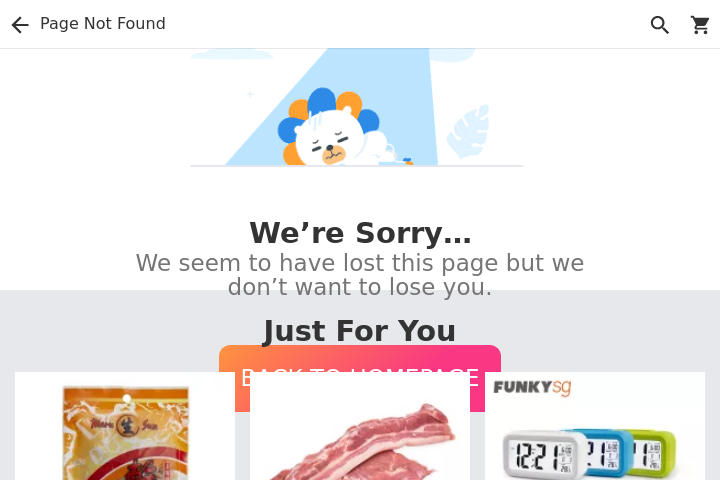 Page Not Found
We’re Sorry…
We seem to have lost this page but we
don’t want to lose you.
Just For You
BACK TO HOMEPAGE
FUNKYsg
生
12:21